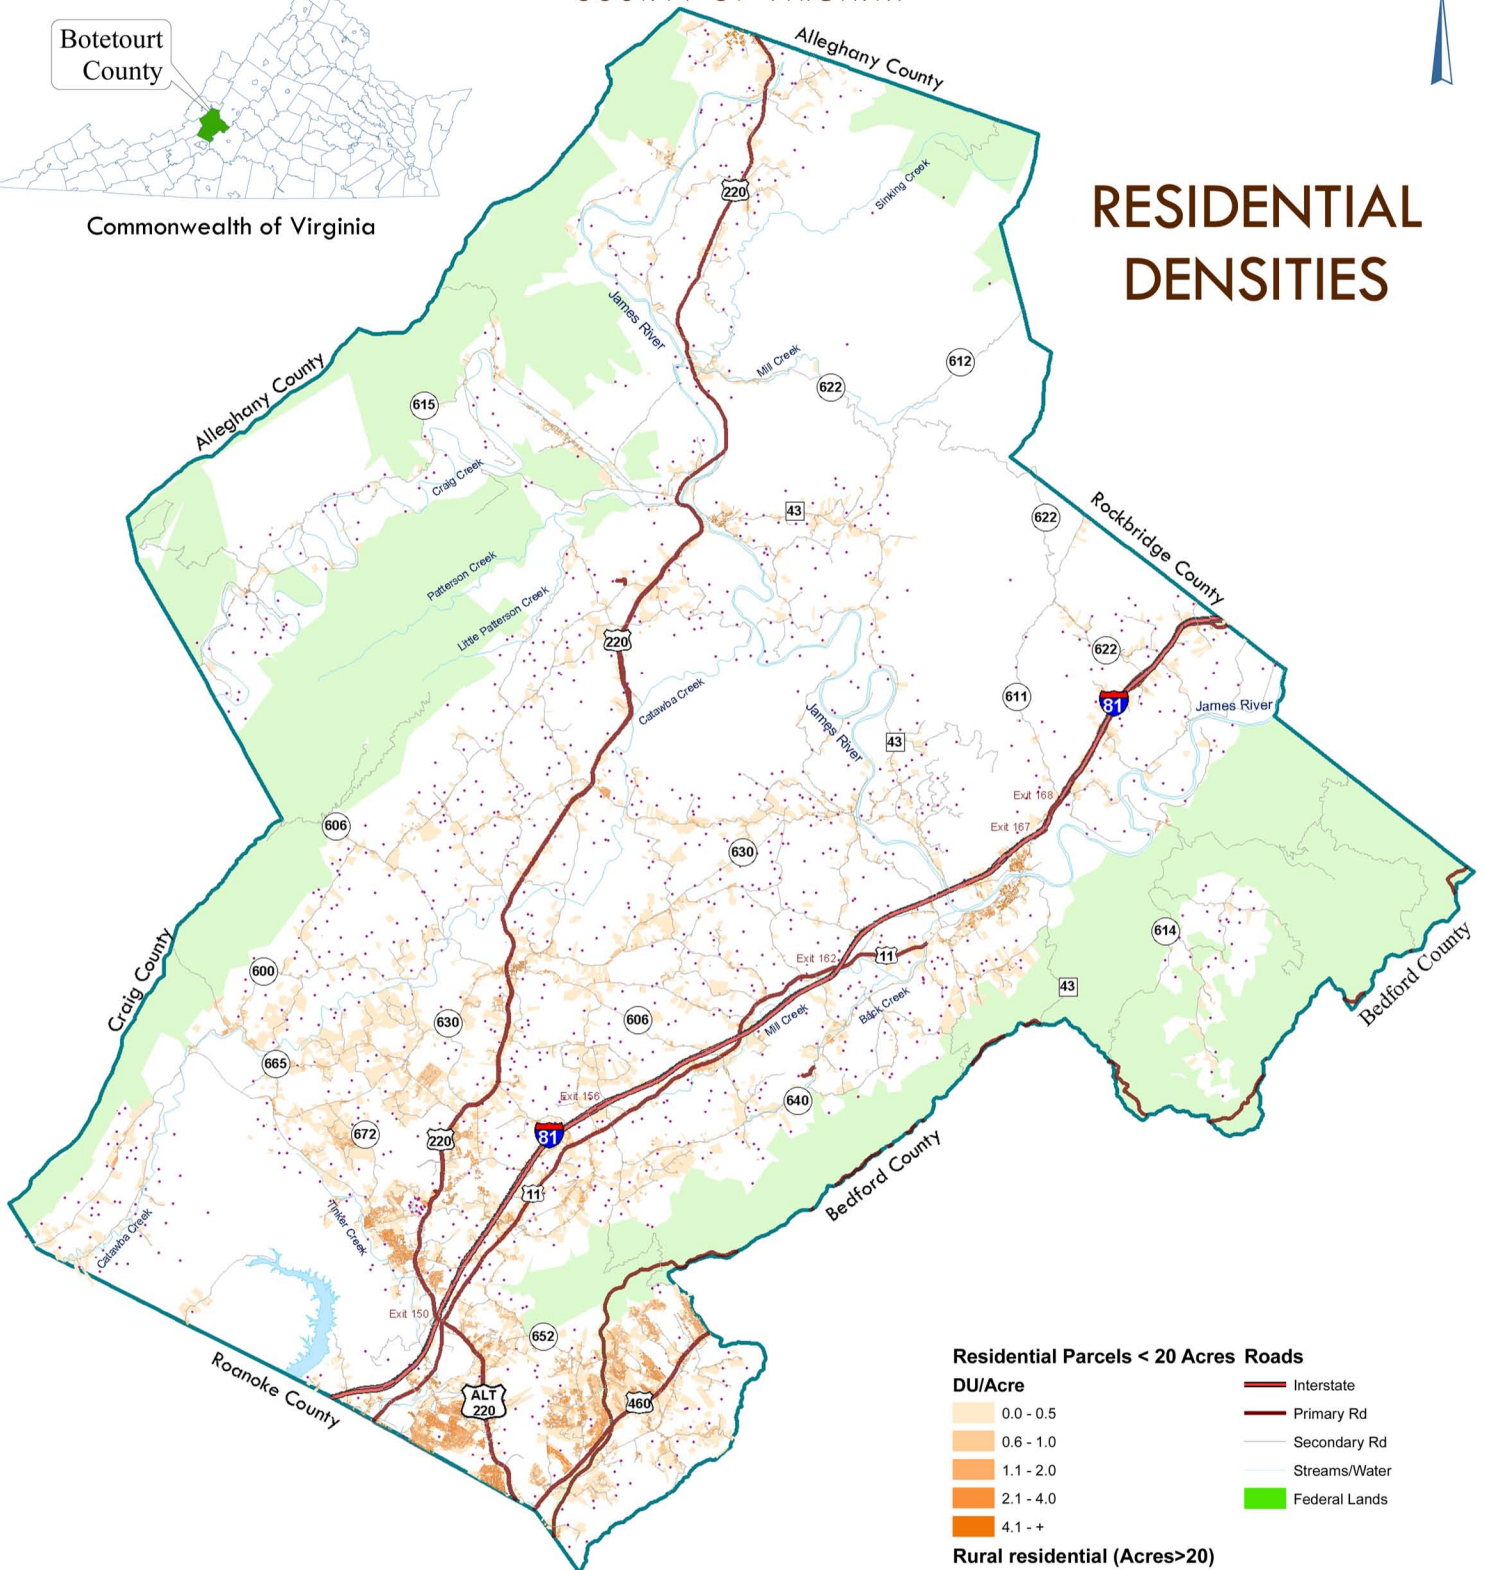 Botetourt
County
Commonwealth of Virginia
RESIDENTIAL
DENSITIES
Alleghany County
220
Sinking Creek
James River
Mill Creek
622
612
Alleghany County
615
Craig Creek
43
622
Rockbridge County
Patterson Creek
Little Patterson Creek
220
622
611
81
James River
Catawba Creek
James River
43
Exit 168
Exit 167
606
630
614
Craig County
600
Exit 162
11
43
Bedford County
630
606
Mill Creek
Back Creek
665
Exit 156
640
672
220
81
Bedford County
11
Tinker Creek
Catawba Creek
Exit 150
652
Roanoke County
ALT
220
460
Residential Parcels < 20 Acres
DU/Acre
0.0 - 0.5
0.6 - 1.0
1.1 - 2.0
2.1 - 4.0
4.1 - +
Rural residential (Acres>20)
Roads
Interstate
Primary Rd
Secondary Rd
Streams/Water
Federal Lands